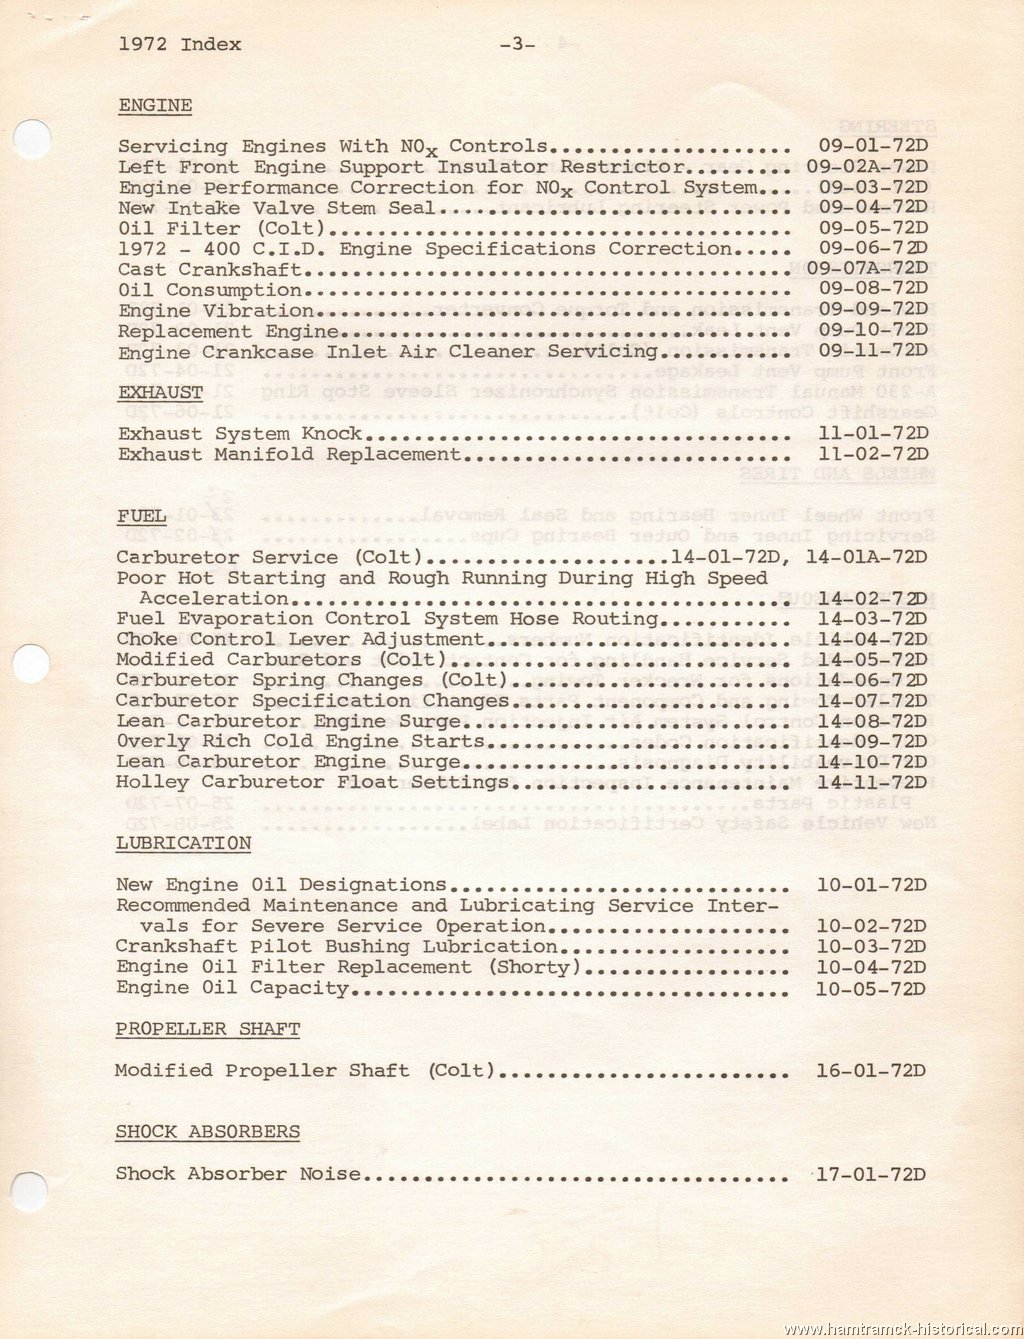 1972 Index -3-
ENGINE
Servicing Engines With NOx Controls.................... 09-01-72D
Left Front Engine Support Insulator Restrictor......... 09-02A-72D
Engine Performance Correction for NOx Control System... 09-03-72D
New Intake Valve Stem Seal............................. 09-04-72D
Oil Filter (Colt)...................................... 09-05-72D
1972 - 400 C.I.D. Engine Specifications Correction..... 09-06-72D
Cast Crankshaft........................................ 09-07A-72D
Oil Consumption........................................ 09-08-72D
Engine Vibration....................................... 09-09-72D
Replacement Engine..................................... 09-10-72D
Engine Crankcase Inlet Air Cleaner Servicing........... 09-11-72D
EXHAUST
Exhaust System Knock................................... 11-01-72D
Exhaust Manifold Replacement........................... 11-02-72D
FUEL
Carburetor Service (Colt)....................14-01-72D, 14-01A-72D
Poor Hot Starting and Rough Running During High Speed
Acceleration......................................... 14-02-72D
Fuel Evaporation Control System Hose Routing........... 14-03-72D
Choke Control Lever Adjustment......................... 14-04-72D
Modified Carburetors (Colt)............................ 14-05-72D
Carburetor Spring Changes (Colt)....................... 14-06-72D
Carburetor Specification Changes....................... 14-07-72D
Lean Carburetor Engine Surge........................... 14-08-72D
Overly Rich Cold Engine Starts......................... 14-09-72D
Lean Carburetor Engine Surge........................... 14-10-72D
Holley Carburetor Float Settings....................... 14-11-72D
LUBRICATION
New Engine Oil Designations............................ 10-01-72D
Recommended Maintenance and Lubricating Service Inter-
vals for Severe Service Operation.................... 10-02-72D
Crankshaft Pilot Bushing Lubrication................... 10-03-72D
Engine Oil Filter Replacement (Shorty)................. 10-04-72D
Engine Oil Capacity.................................... 10-05-72D
PROPELLER SHAFT
Modified Propeller Shaft (Colt)........................ 16-01-72D
SHOCK ABSORBERS
Shock Absorber Noise................................... 17-01-72D
www.hamtramck-historical.com